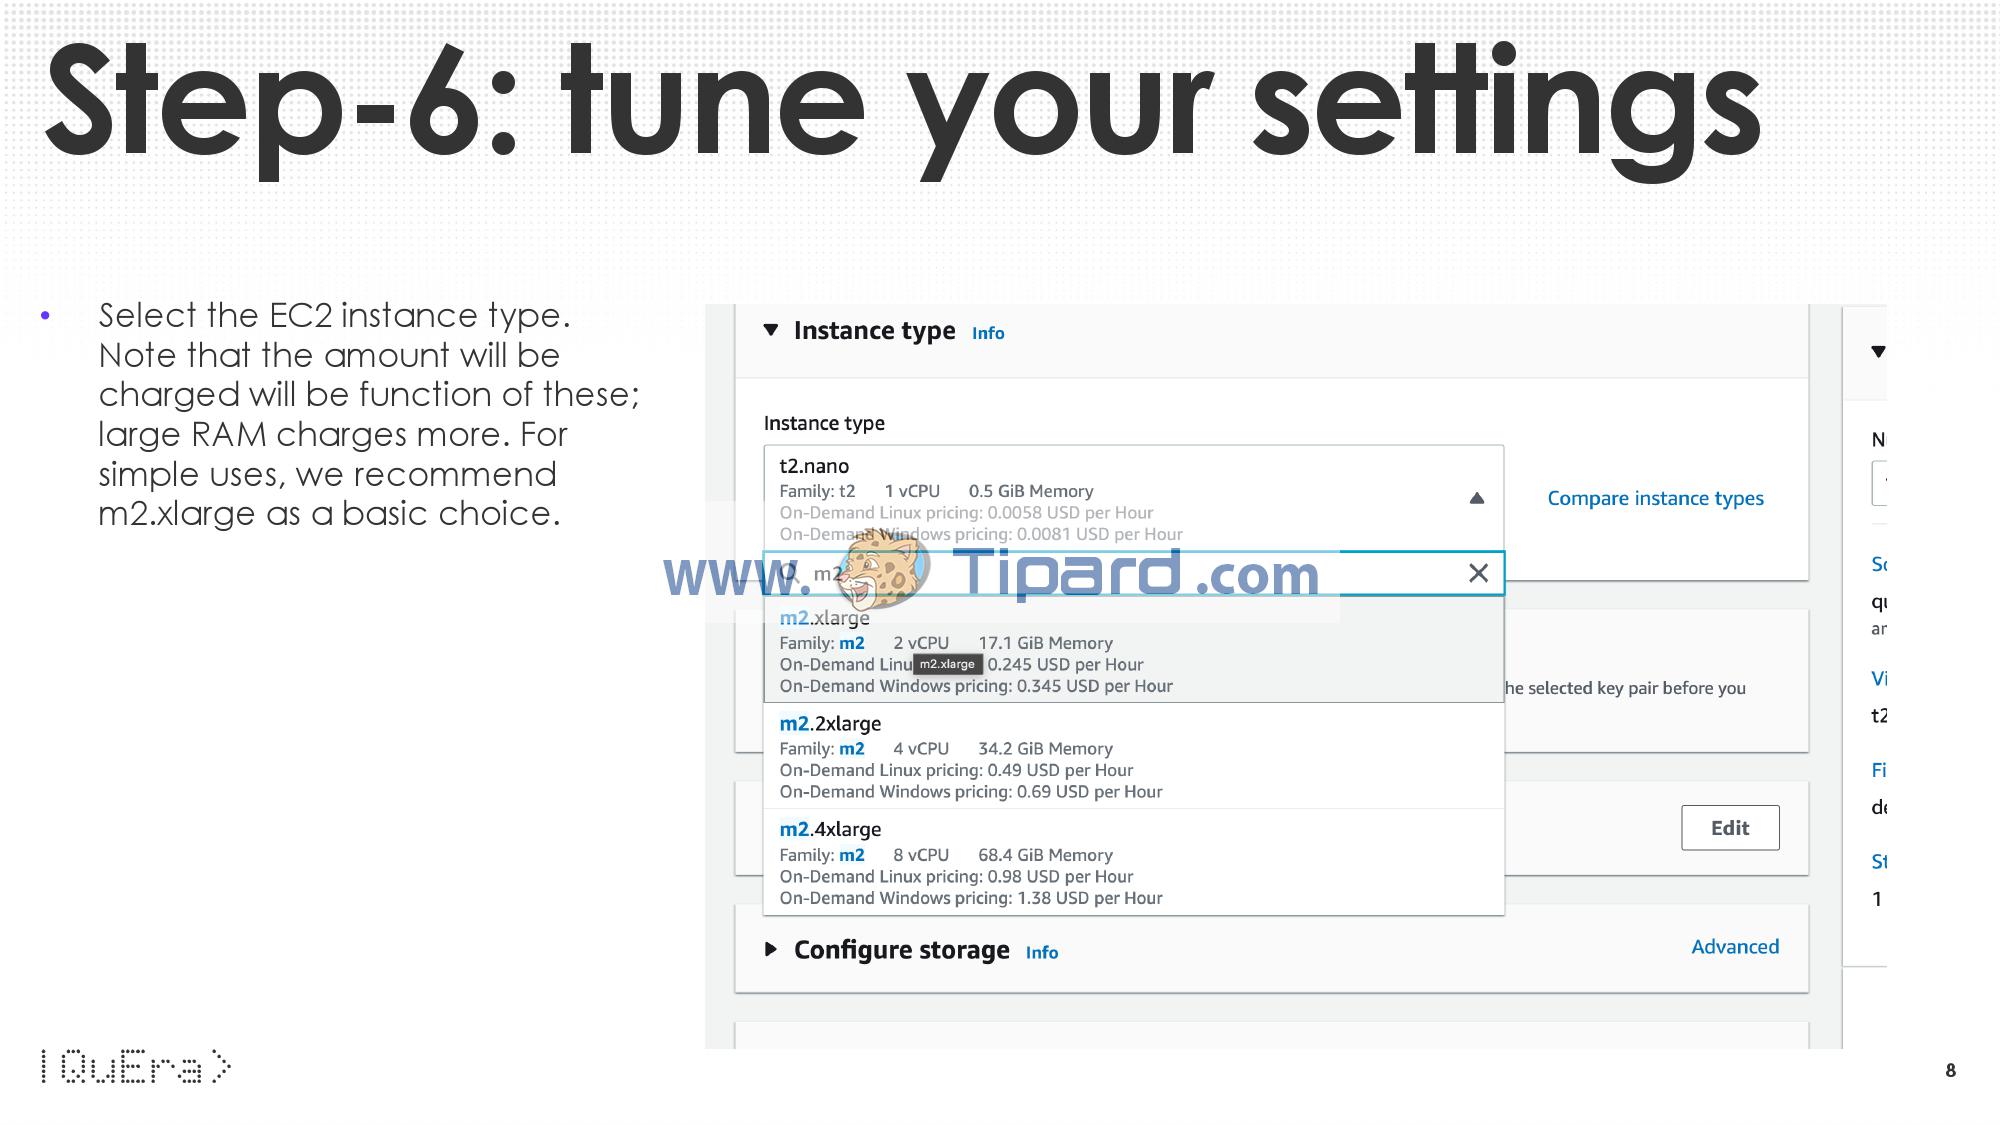 Step-6: tune your settings
• Select the EC2 instance type.
Note that the amount will be
charged will be function of these;
large RAM charges more. For
simple uses, we recommend
m2.xlarge as a basic choice.
Instance type Info
Instance type
t2.nano
Family: t2 1 vCPU 0.5 GiB Memory
On-Demand Linux pricing: 0.0058 USD per Hour
On-Demand Windows pricing: 0.0081 USD per Hour
Compare instance types
m2
www.Tipard.com
m2.xlarge
Family: m2 2 vCPU 17.1 GiB Memory
On-Demand Linu 0.245 USD per Hour
m2.xlarge
On-Demand Windows pricing: 0.345 USD per Hour
he selected key pair before you
m2.2xlarge
Family: m2 4 vCPU 34.2 GiB Memory
On-Demand Linux pricing: 0.49 USD per Hour
On-Demand Windows pricing: 0.69 USD per Hour
m2.4xlarge
Family: m2 8 vCPU 68.4 GiB Memory
On-Demand Linux pricing: 0.98 USD per Hour
On-Demand Windows pricing: 1.38 USD per Hour
Edit
Configure storage Info
Advanced
t2
1
|QuEra>
8